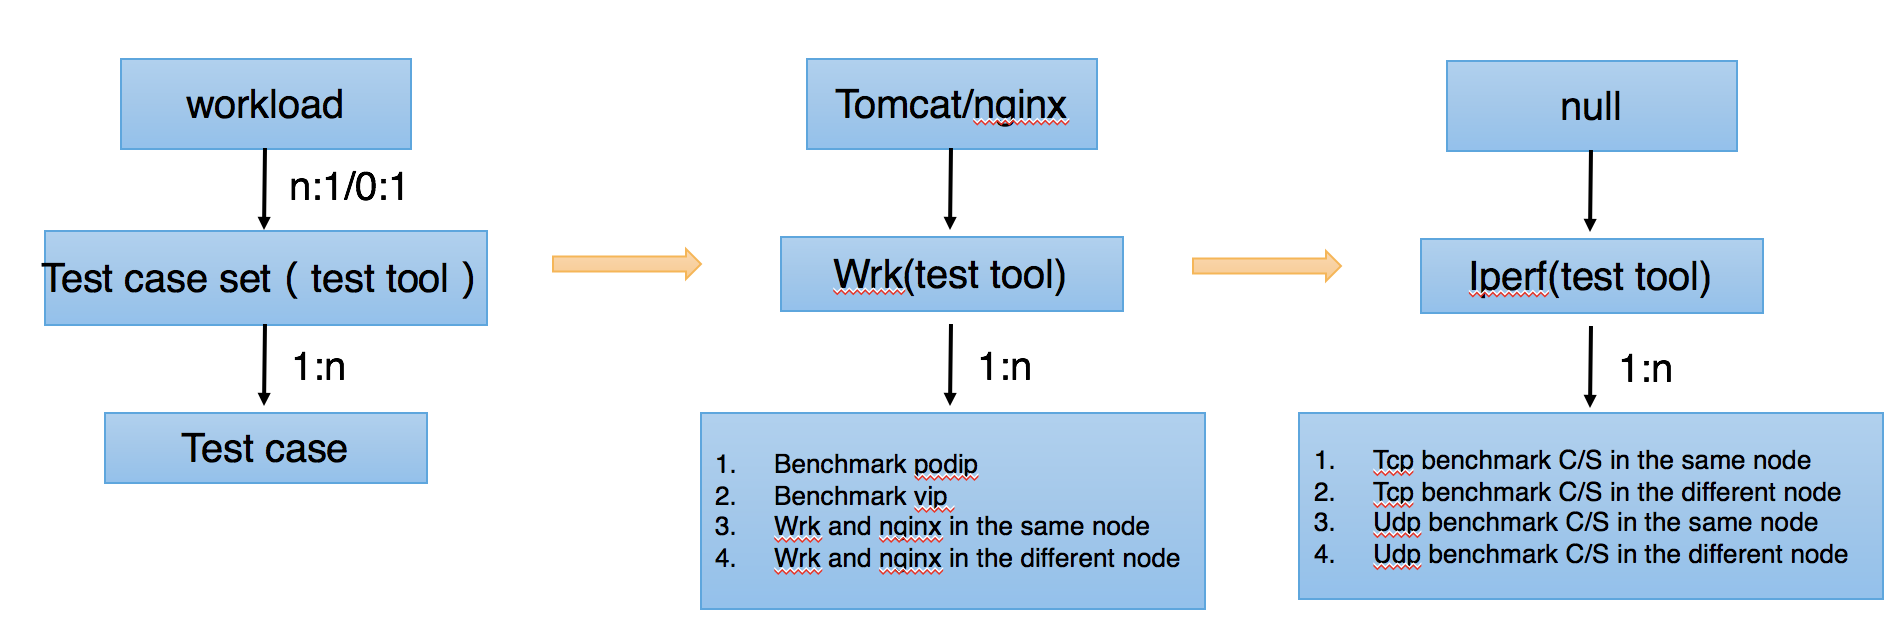 workload
n:1/0:1
Test case set ( test tool )
1:n
Test case
Tomcat/nginx
Wrk(test tool)
1:n
1. Benchmark podip
2. Benchmark vip
3. Wrk and nginx in the same node
4. Wrk and nginx in the different node
null
Iperf(test tool)
1:n
1. Tcp benchmark C/S in the same node
2. Tcp benchmark C/S in the different node
3. Udp benchmark C/S in the same node
4. Udp benchmark C/S in the different node